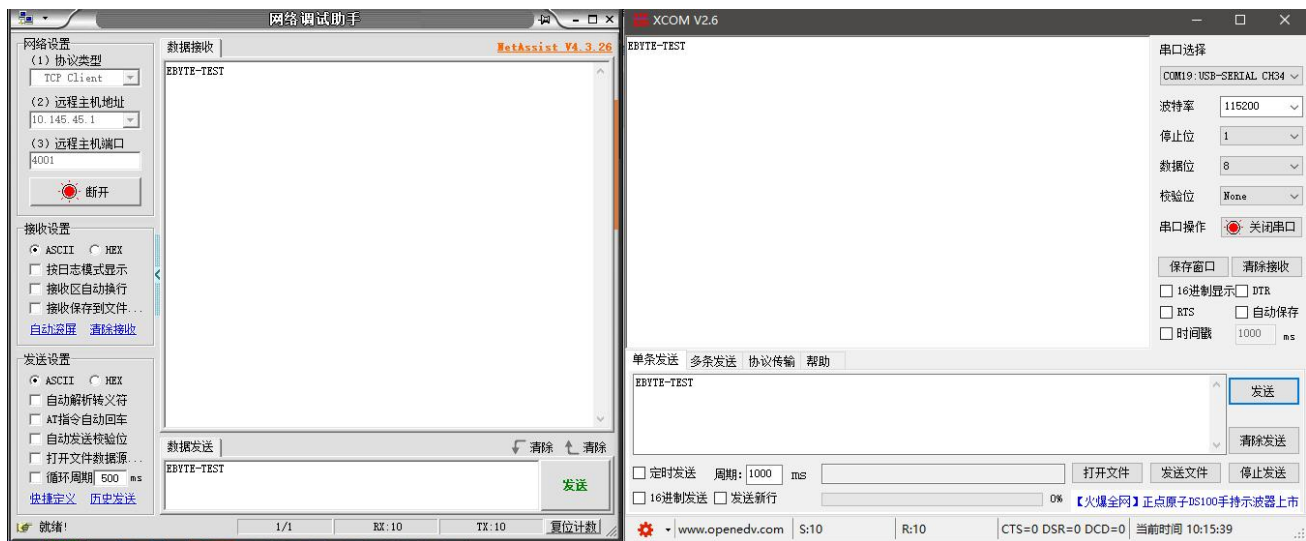 网络调试助手
网络设置
(1) 协议类型
TCP Client
(2) 远程主机地址
10.145.45.1
(3) 远程主机端口
4001
断开
接收设置
ASCII HEX
按日志模式显示
接收区自动换行
接收保存到文件...
自动滚屏 清除接收
发送设置
ASCII HEX
自动解析转义符
AT指令自动回车
自动发送校验位
打开文件数据源...
循环周期 500 ms
快捷定义 历史发送
数据接收 NetAssist V4.3.26
EBYTE-TEST
数据发送 清除 清除
EBYTE-TEST
发送
就绪! 1/1 RX:10 TX:10 复位计数
XCOM V2.6
EBYTE-TEST
串口选择
COM19:USB-SERIAL CH34
波特率 115200
停止位 1
数据位 8
校验位 None
串口操作 关闭串口
保存窗口 清除接收
16进制显示 DTR
RTS 自动保存
时间戳 1000 ms
单条发送 多条发送 协议传输 帮助
EBYTE-TEST
发送
清除发送
定时发送 周期: 1000 ms 打开文件 发送文件 停止发送
16进制发送 发送新行 0% 【火爆全网】正点原子DS100手持示波器上市
www.openedv.com S:10 R:10 CTS=0 DSR=0 DCD=0 当前时间 10:15:39